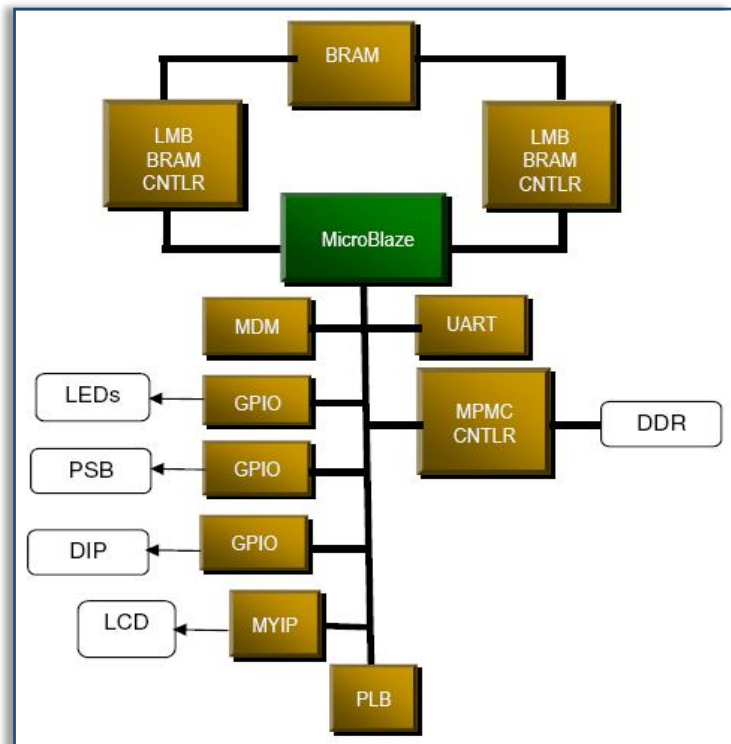 BRAM
LMB
BRAM
CNTLR
LMB
BRAM
CNTLR
MicroBlaze
MDM
UART
LEDs
GPIO
MPMC
CNTLR
DDR
PSB
GPIO
DIP
GPIO
LCD
MYIP
PLB